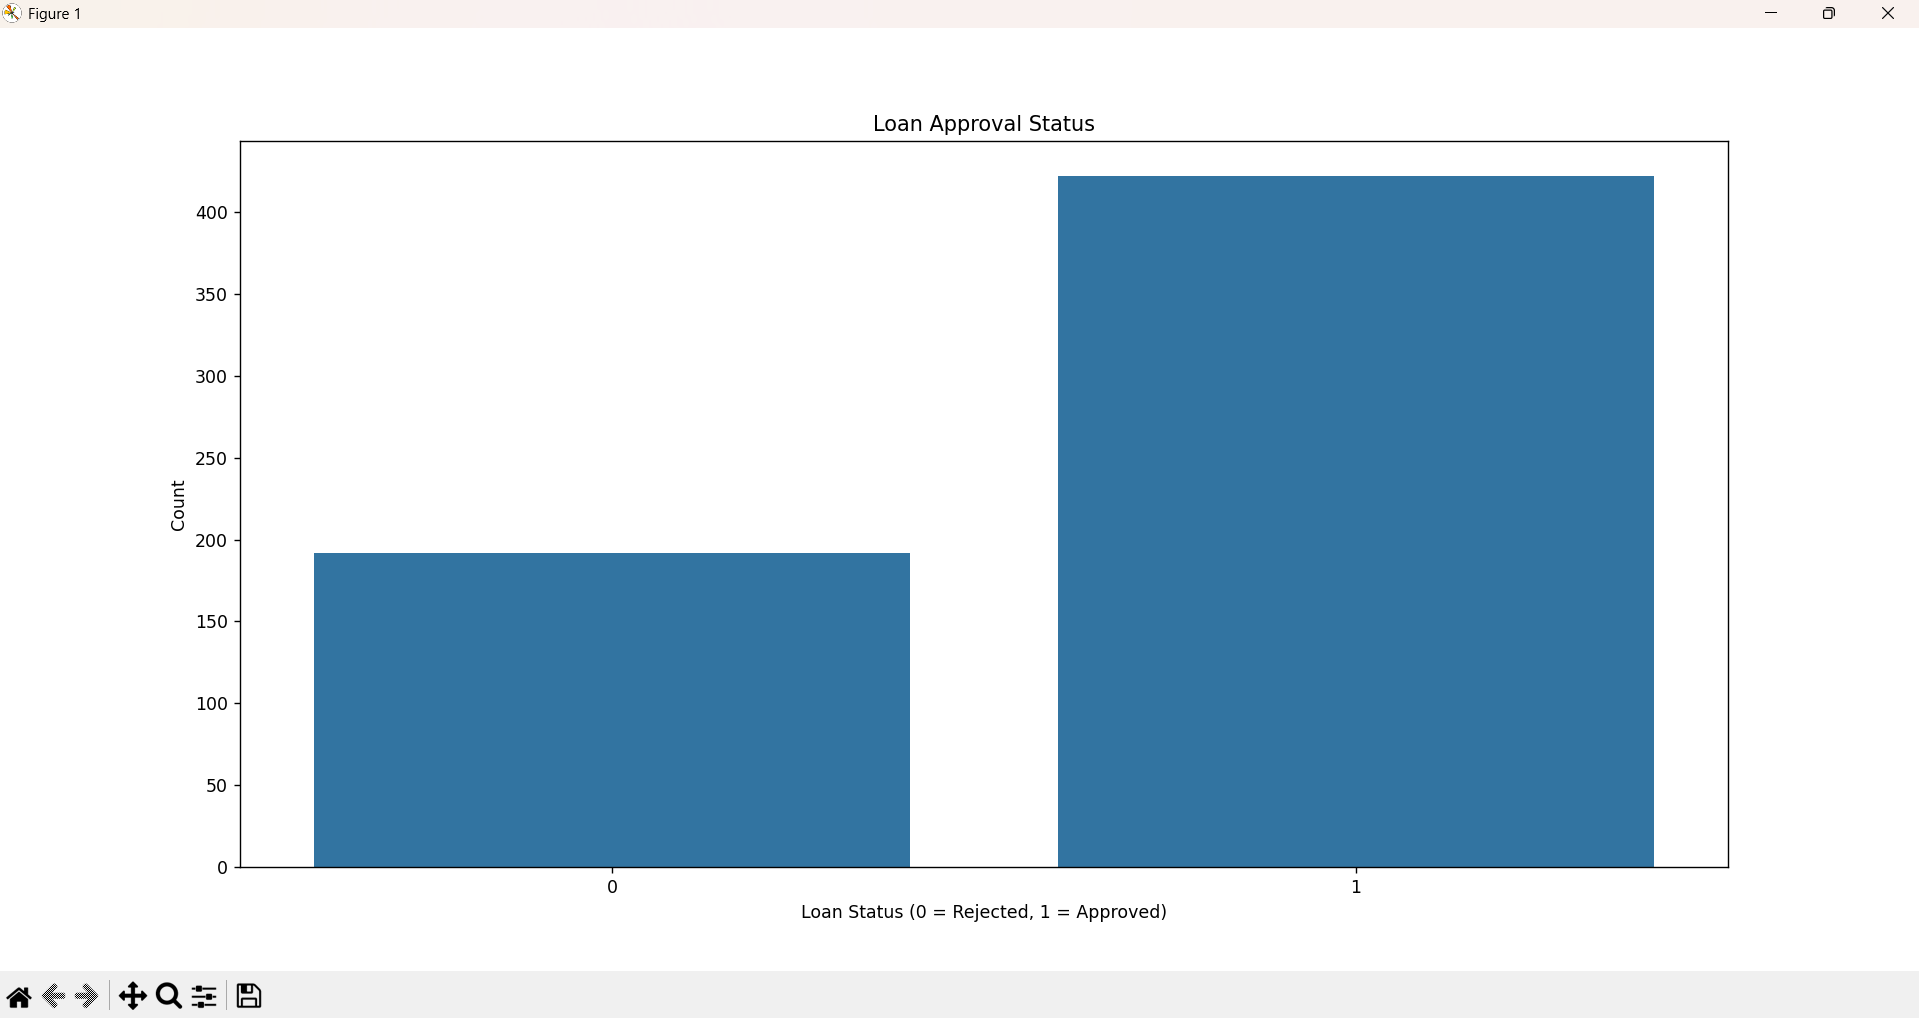 Figure 1
Loan Approval Status
400
350
300
250
200
150
100
50
0
Count
0 1
Loan Status (0 = Rejected, 1 = Approved)